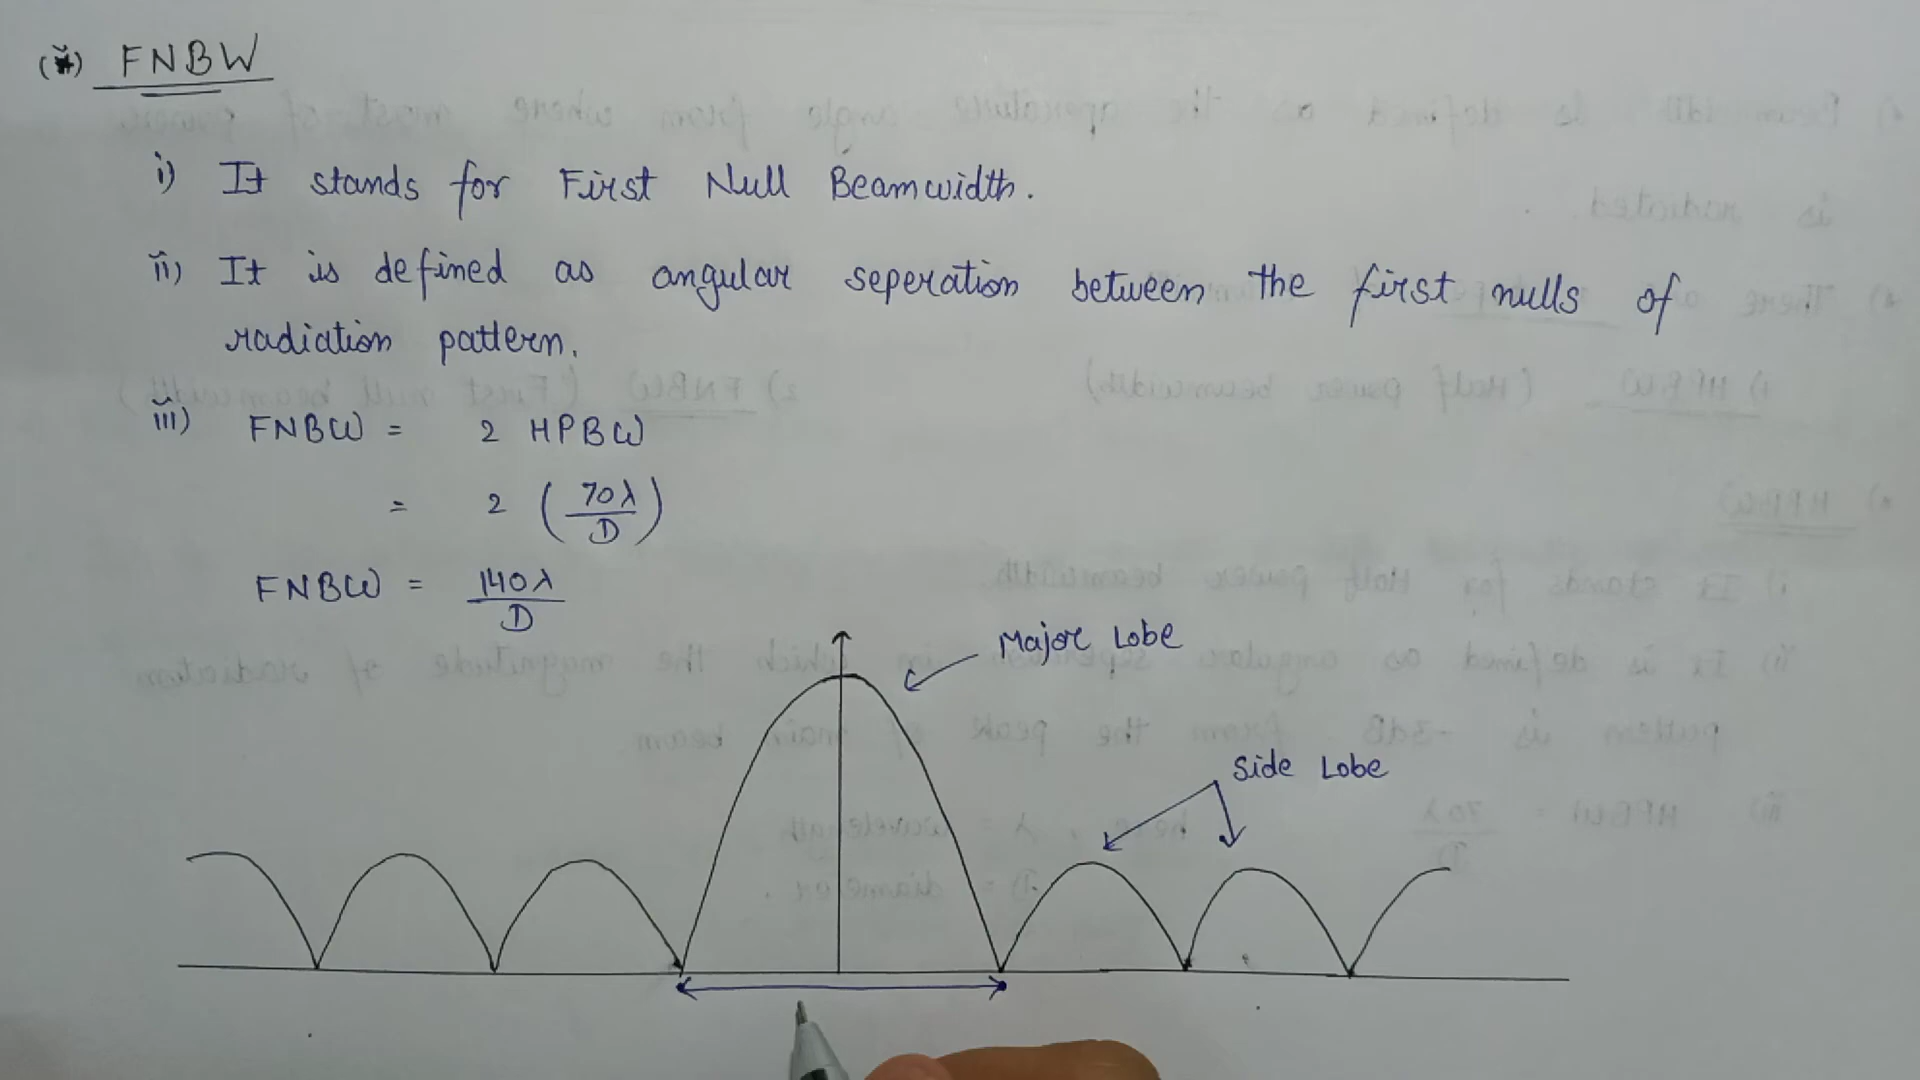 (*) FNBW
i) It stands for First Null Beamwidth.
ii) It is defined as angular seperation between the first nulls of
radiation pattern.
iii) FNBW = 2 HPBW
= 2 (70λ/D)
FNBW = 140λ/D
Major Lobe
Side Lobe